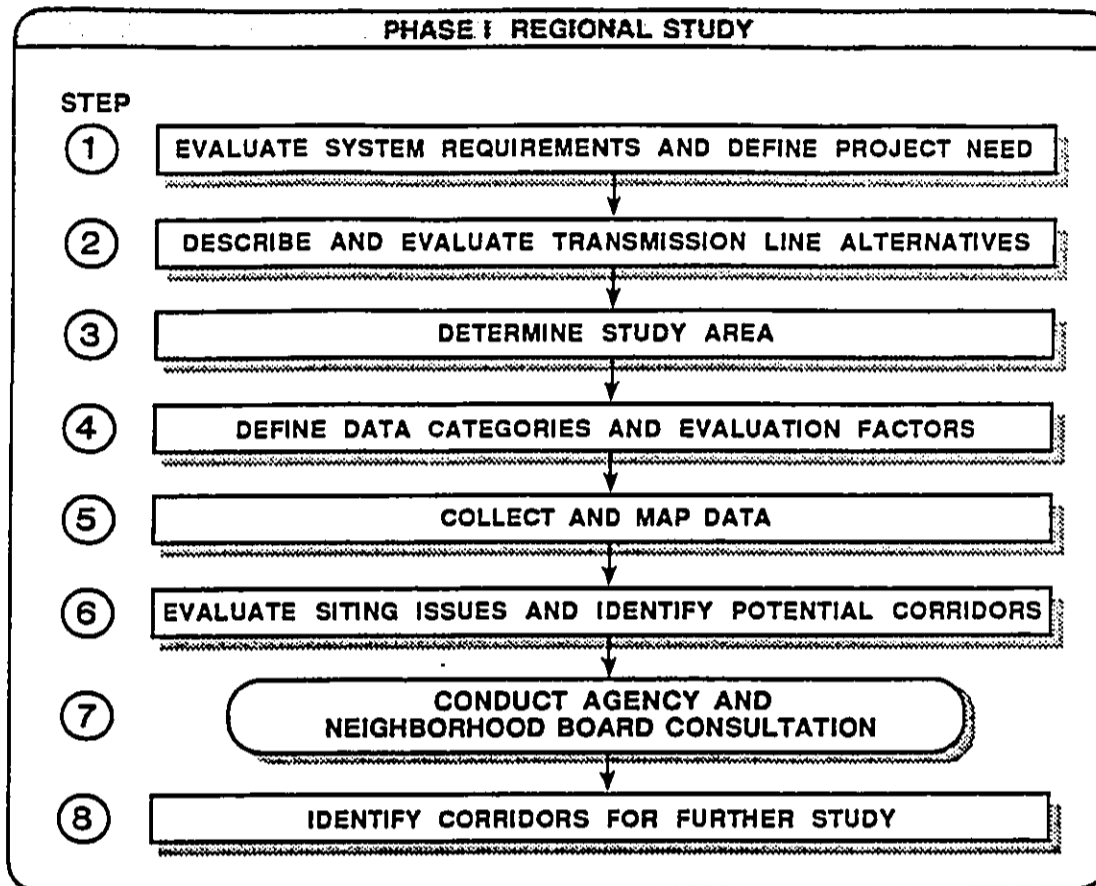 PHASE I REGIONAL STUDY
STEP
1 EVALUATE SYSTEM REQUIREMENTS AND DEFINE PROJECT NEED
2 DESCRIBE AND EVALUATE TRANSMISSION LINE ALTERNATIVES
3 DETERMINE STUDY AREA
4 DEFINE DATA CATEGORIES AND EVALUATION FACTORS
5 COLLECT AND MAP DATA
6 EVALUATE SITING ISSUES AND IDENTIFY POTENTIAL CORRIDORS
7 CONDUCT AGENCY AND
NEIGHBORHOOD BOARD CONSULTATION
8 IDENTIFY CORRIDORS FOR FURTHER STUDY